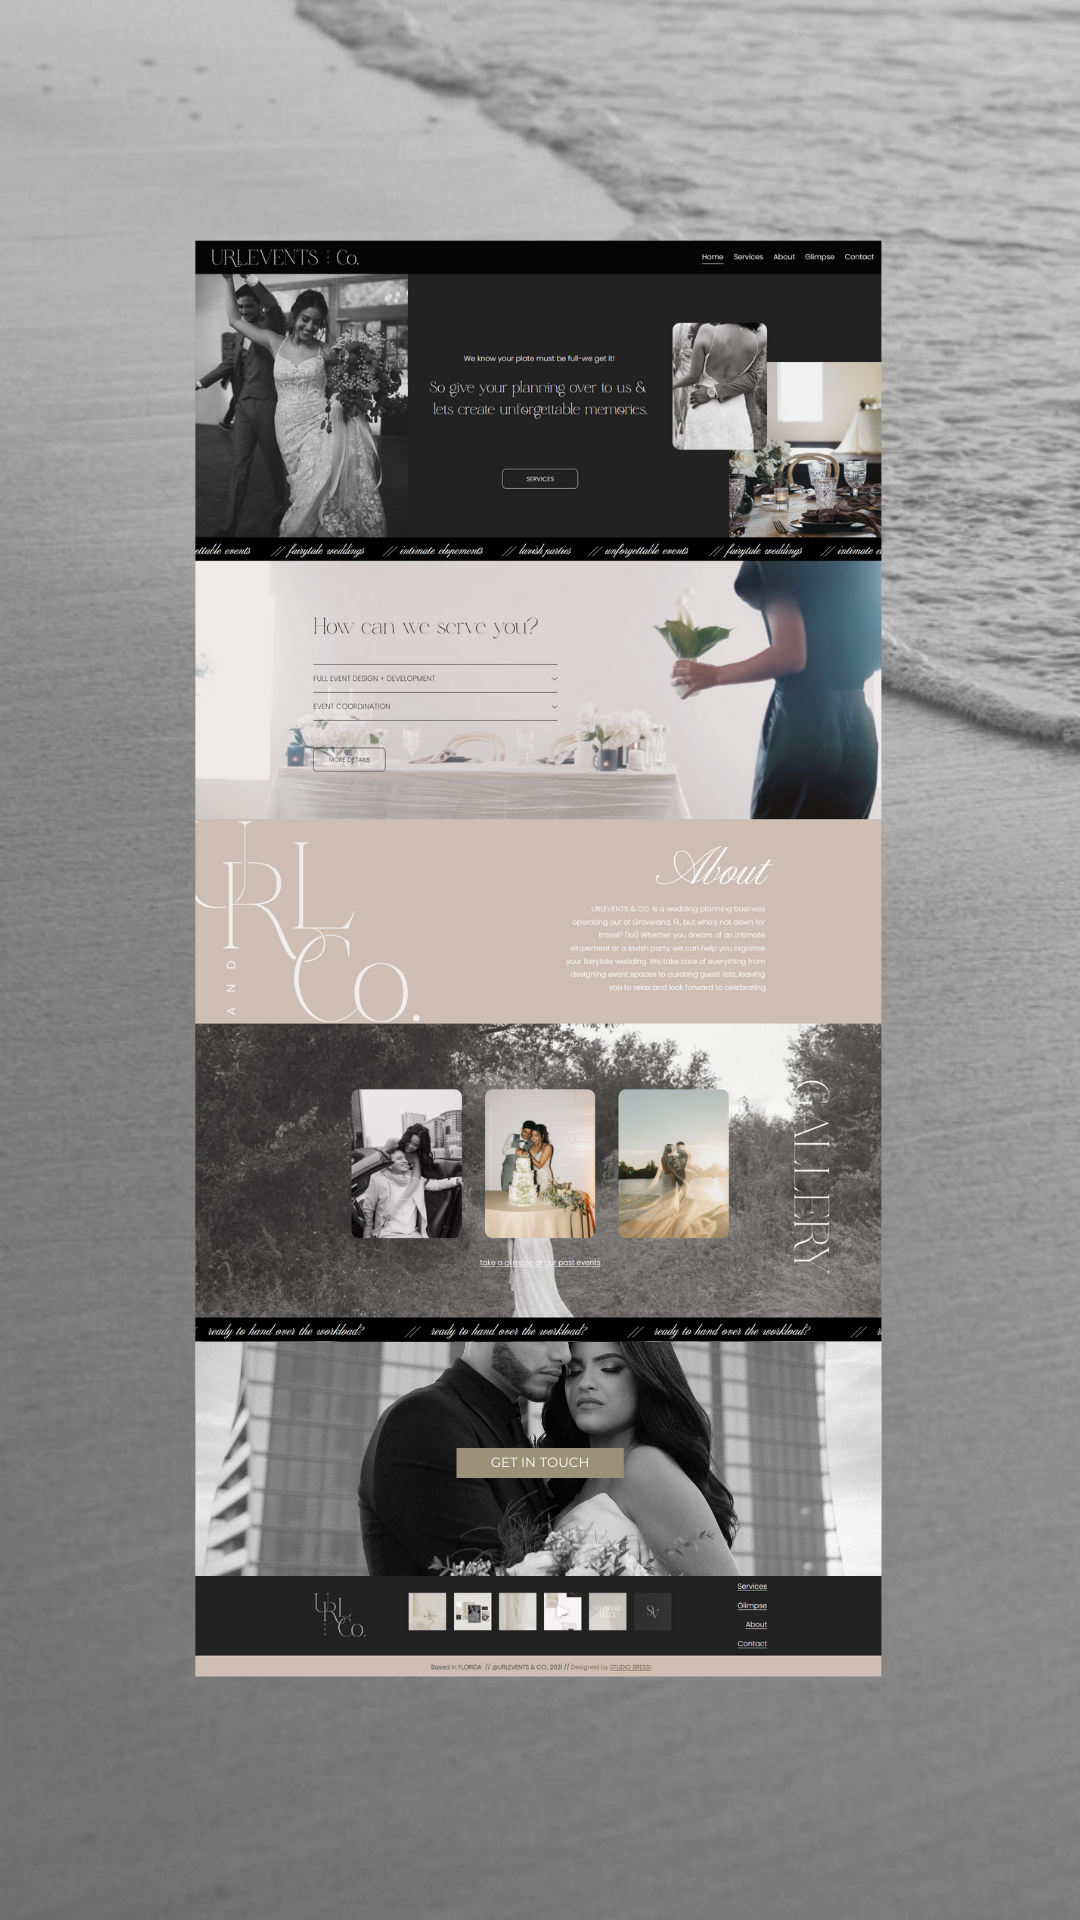 URLEVENTS & Co.
Home Services About Glimpse Contact
We know your plate must be full-we get it!
So give your planning over to us &
lets create unforgettable memories.
SERVICES
ettable events // fairytale weddings // intimate elopements // lavish parties // unforgettable events // fairytale weddings // intimate e
How can we serve you?
FULL EVENT DESIGN + DEVELOPMENT
EVENT COORDINATION
MORE DETAILS
URL
AND
Co.
About
URLEVENTS & CO. is a wedding planning business
operating out of Groveland, FL, but who's not down for
travel? (lol) Whether you dream of an intimate
elopement or a lavish party, we can help you organize
your fairytale wedding. We take care of everything from
designing event spaces to curating guest lists, leaving
you to relax and look forward to celebrating.
GALLERY
take a glimpse at our past events
ready to hand over the workload? // ready to hand over the workload? // ready to hand over the workload? // r
GET IN TOUCH
URL
Co.
Services
Glimpse
About
Contact
Based in FLORIDA // @URLEVENTS & CO., 2021 // Designed by STUDIO BRESSI